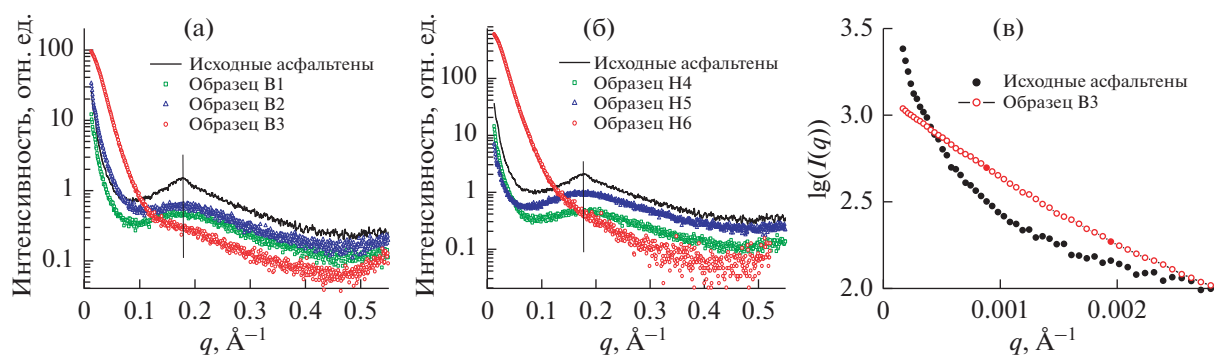 (а)
Интенсивность, отн. ед.
100
10
1
0.1
0
0.1
0.2
0.3
0.4
0.5
q, Å⁻¹
Исходные асфальтены
Образец В1
Образец В2
Образец В3
(б)
Интенсивность, отн. ед.
100
10
1
0.1
0
0.1
0.2
0.3
0.4
0.5
q, Å⁻¹
Исходные асфальтены
Образец Н4
Образец Н5
Образец Н6
(в)
lg(I(q))
3.5
3.0
2.5
2.0
0
0.001
0.002
q, Å⁻¹
Исходные асфальтены
Образец В3